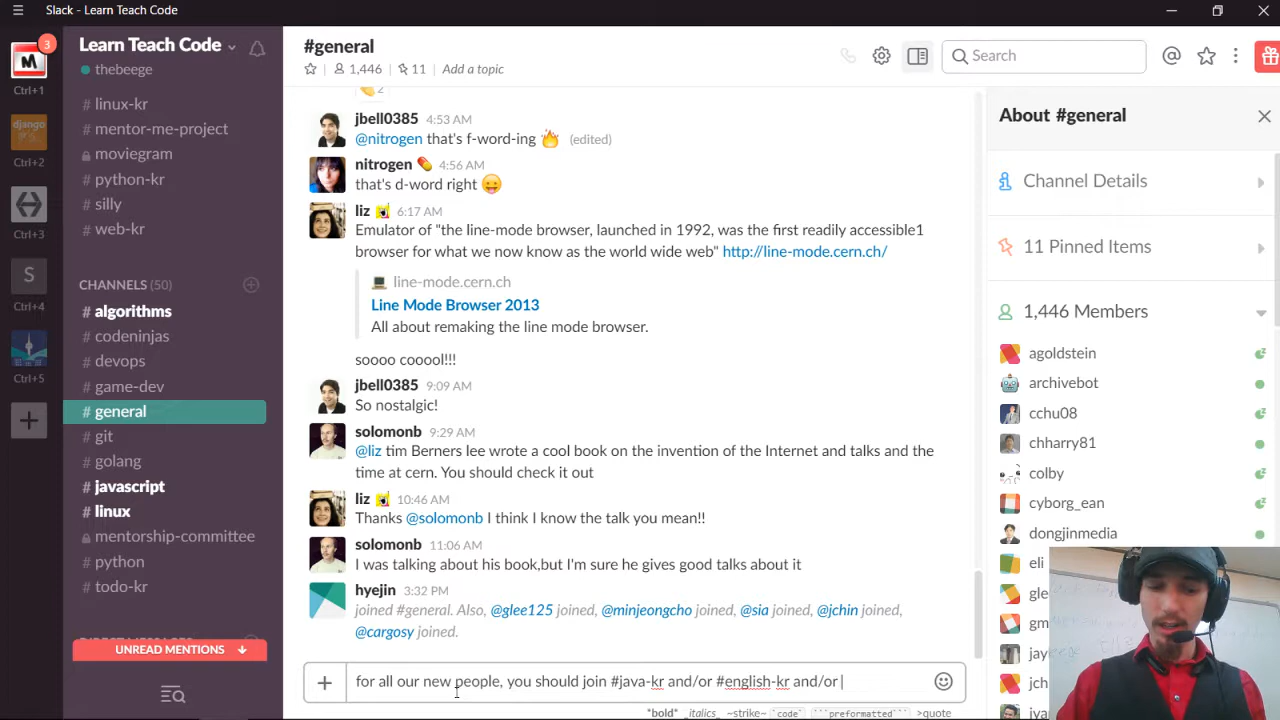 Slack - Learn Teach Code
3
M
Ctrl+1
django
Ctrl+2
Ctrl+3
S
Ctrl+4
Ctrl+5
+
Learn Teach Code
thebeege
# linux-kr
# mentor-me-project
moviegram
# python-kr
# silly
# web-kr
CHANNELS (50)
# algorithms
# codeninjas
# devops
# game-dev
# general
# git
# golang
# javascript
# linux
mentorship-committee
# python
# todo-kr
UNREAD MENTIONS ↓
#general
1,446 | 11 | Add a topic
Search
2
jbell0385 4:53 AM
@nitrogen that's f-word-ing (edited)
nitrogen 4:56 AM
that's d-word right
liz 6:17 AM
Emulator of "the line-mode browser, launched in 1992, was the first readily accessible1
browser for what we now know as the world wide web" http://line-mode.cern.ch/
line-mode.cern.ch
Line Mode Browser 2013
All about remaking the line mode browser.
soooo cooool!!!
jbell0385 9:09 AM
So nostalgic!
solomonb 9:29 AM
@liz tim Berners lee wrote a cool book on the invention of the Internet and talks and the
time at cern. You should check it out
liz 10:46 AM
Thanks @solomonb I think I know the talk you mean!!
solomonb 11:06 AM
I was talking about his book,but I'm sure he gives good talks about it
hyejin 3:32 PM
joined #general. Also, @glee125 joined, @minjeongcho joined, @sia joined, @jchin joined,
@cargosy joined.
for all our new people, you should join #java-kr and/or #english-kr and/or
*bold* _italics_ ~strike~ `code` ```preformatted``` >quote
About #general
Channel Details
11 Pinned Items
1,446 Members
agoldstein
archivebot
cchu08
chharry81
colby
cyborg_ean
dongjinmedia
eli
gle
gm
jay
jch